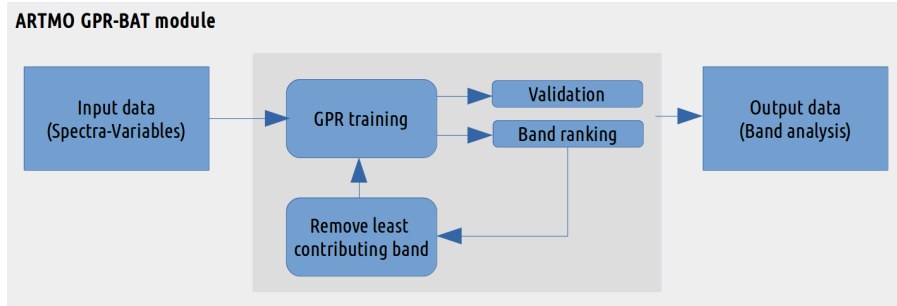 ARTMO GPR-BAT module
Input data
(Spectra-Variables)
GPR training
Validation
Band ranking
Remove least
contributing band
Output data
(Band analysis)